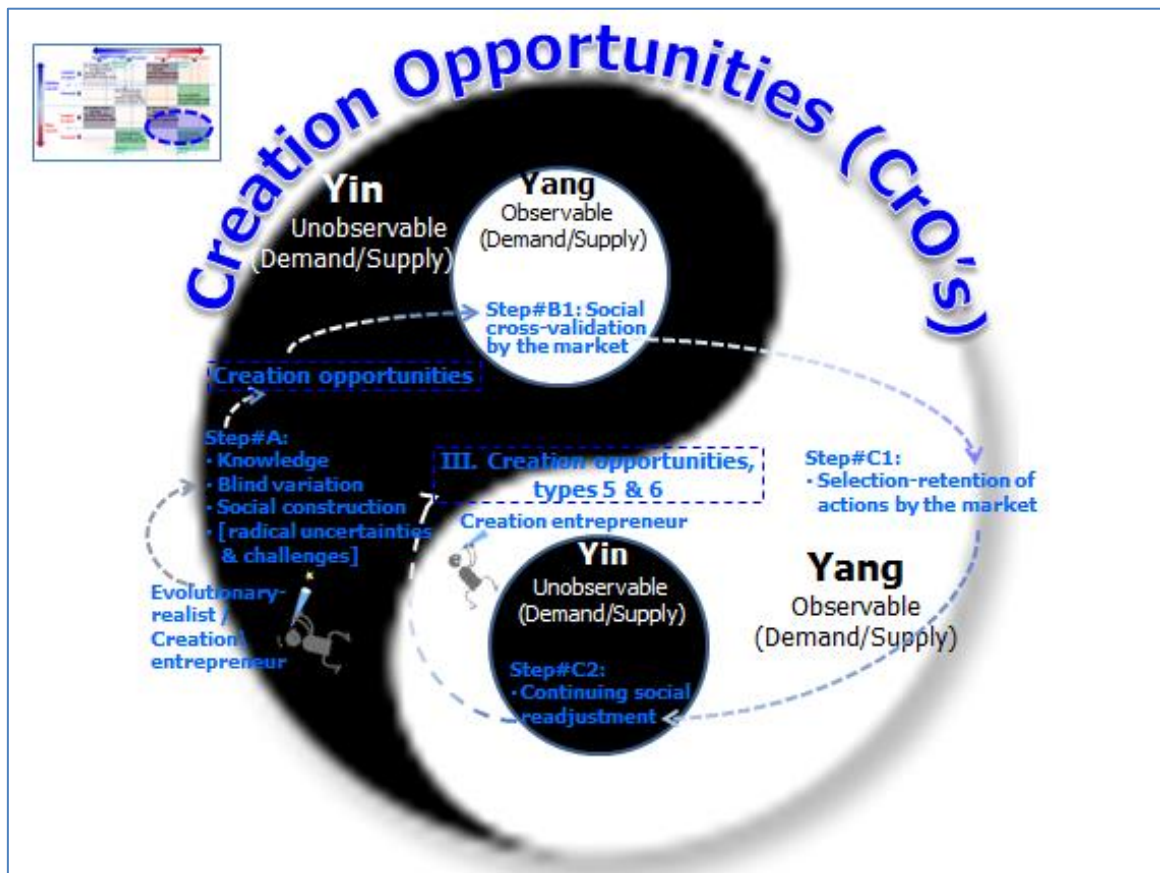 Creation Opportunities (CrO's)
Yin
Unobservable
(Demand/Supply)
Yang
Observable
(Demand/Supply)
Step#B1: Social
cross-validation
by the market
Creation opportunities
Step#A:
• Knowledge
• Blind variation
• Social construction
• [radical uncertainties
& challenges]
Evolutionary-
realist /
Creation
entrepreneur
III. Creation opportunities,
types 5 & 6
Creation entrepreneur
Step#C1:
• Selection-retention of
actions by the market
Yin
Unobservable
(Demand/Supply)
Step#C2:
• Continuing social
readjustment
Yang
Observable
(Demand/Supply)